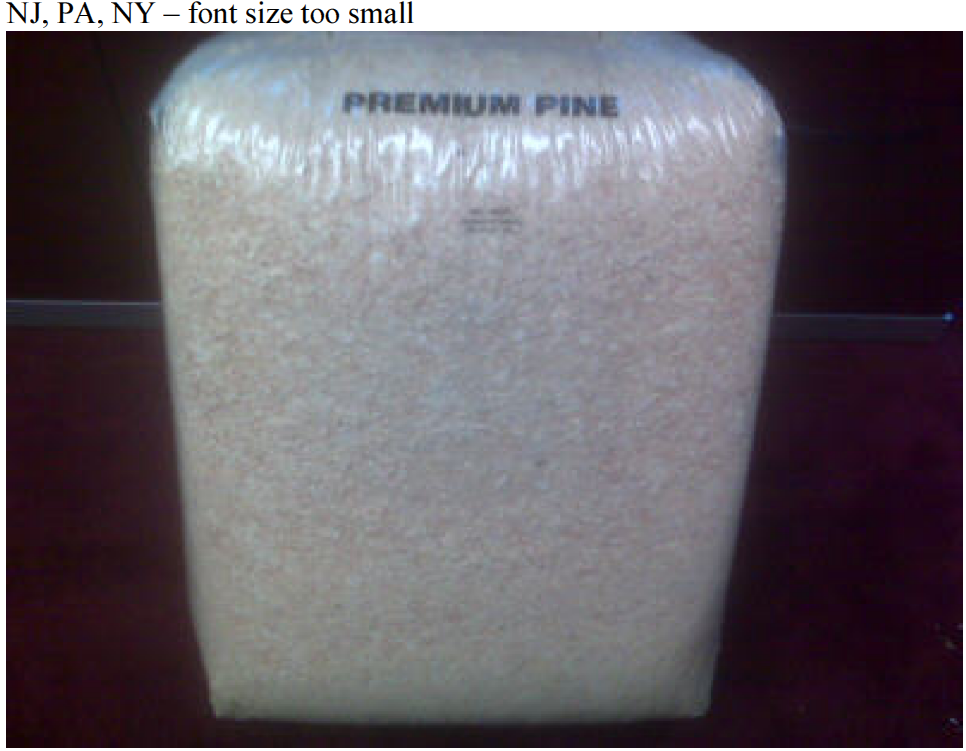 NJ, PA, NY – font size too small
PREMIUM PINE